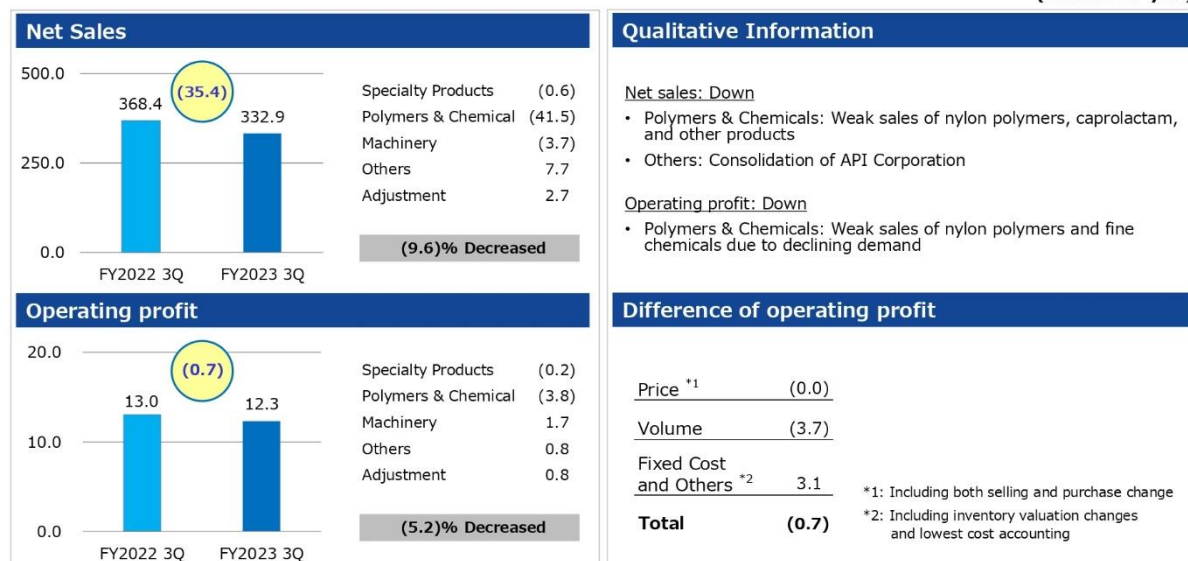 Net Sales
500.0
250.0
0.0
368.4
(35.4)
332.9
FY2022 3Q
FY2023 3Q
Specialty Products (0.6)
Polymers & Chemical (41.5)
Machinery (3.7)
Others 7.7
Adjustment 2.7
(9.6)% Decreased
Qualitative Information
Net sales: Down
• Polymers & Chemicals: Weak sales of nylon polymers, caprolactam,
and other products
• Others: Consolidation of API Corporation
Operating profit: Down
• Polymers & Chemicals: Weak sales of nylon polymers and fine
chemicals due to declining demand
Operating profit
20.0
10.0
0.0
13.0
(0.7)
12.3
FY2022 3Q
FY2023 3Q
Specialty Products (0.2)
Polymers & Chemical (3.8)
Machinery 1.7
Others 0.8
Adjustment 0.8
(5.2)% Decreased
Difference of operating profit
Price *1 (0.0)
Volume (3.7)
Fixed Cost
and Others *2 3.1
Total (0.7)
*1: Including both selling and purchase change
*2: Including inventory valuation changes
and lowest cost accounting